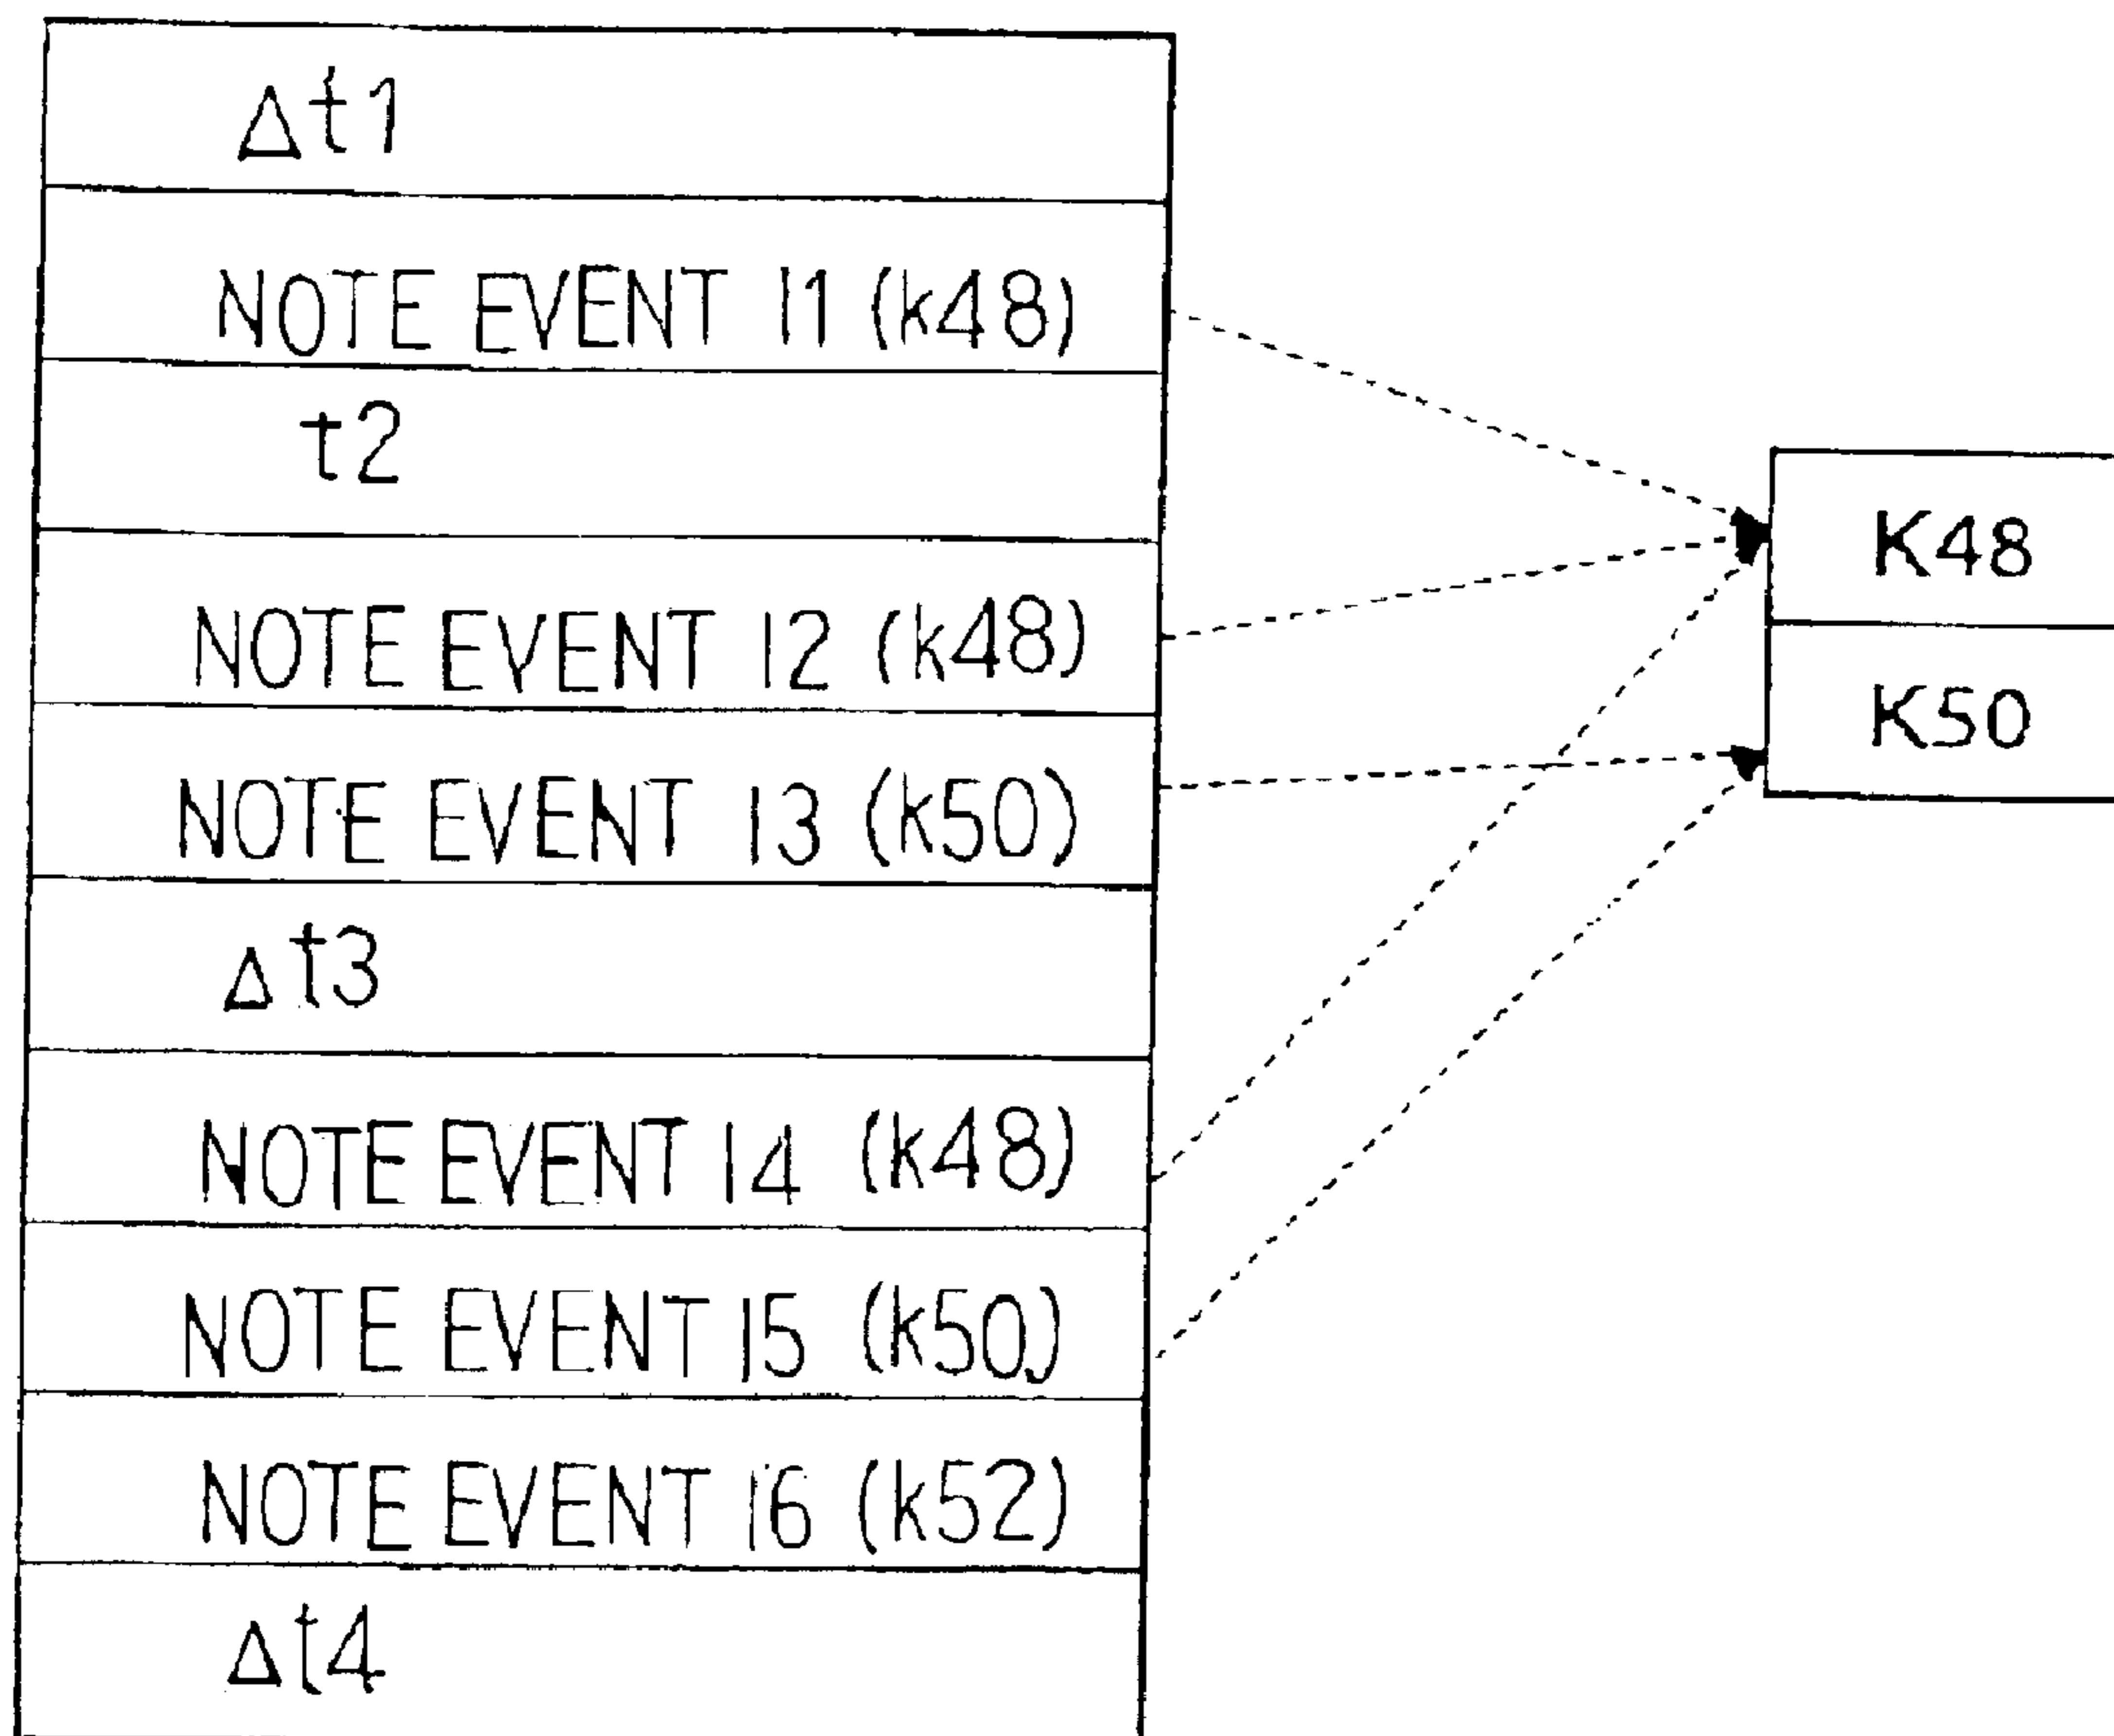 Δt1
NOTE EVENT I1 (k48)
t2
NOTE EVENT I2 (k48)
NOTE EVENT I3 (k50)
Δt3
NOTE EVENT I4 (k48)
NOTE EVENT I5 (k50)
NOTE EVENT I6 (k52)
Δt4
K48
K50